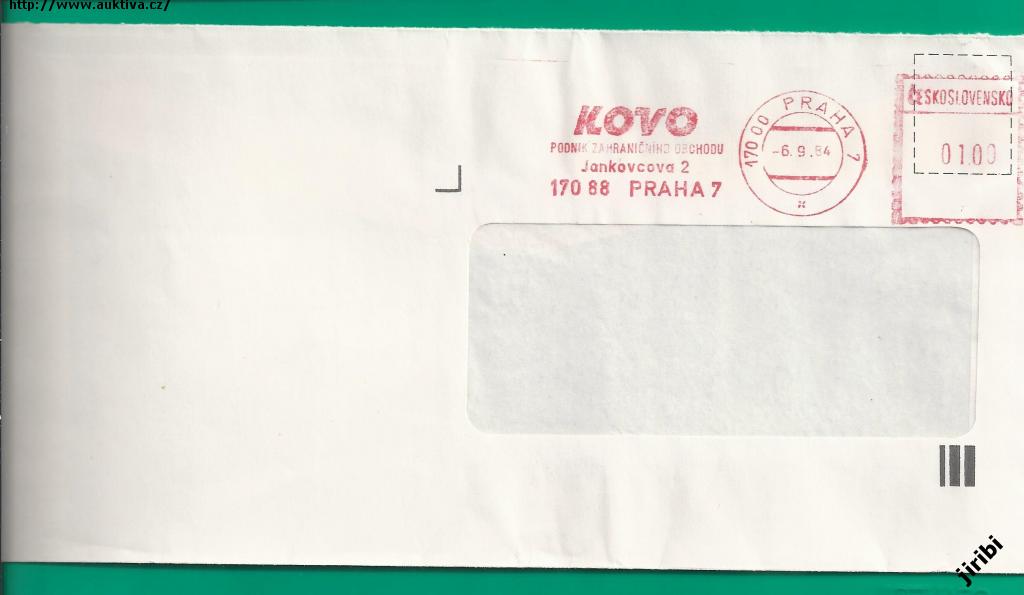 http://www.auktiva.cz/
KOVO
PODNIK ZAHRANIČNÍHO OBCHODU
Jankovcova 2
170 88 PRAHA 7
170 00 PRAHA 7
-6.9.84
ČESKOSLOVENSKO
01.00
jiribi